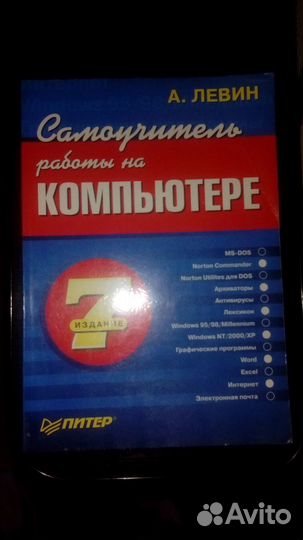 А. ЛЕВИН
Самоучитель
работы на
КОМПЬЮТЕРЕ
7
ИЗДАНИЕ
MS-DOS
Norton Commander
Norton Utilites для DOS
Архиваторы
Антивирусы
Лексикон
Windows 95/98/Millennium
Windows NT/2000/XP
Графические программы
Word
Excel
Интернет
Электронная почта
ПИТЕР
Avito